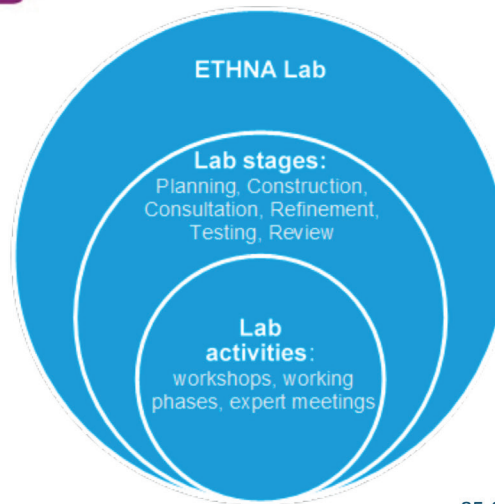 ETHNA Lab
Lab stages:
Planning, Construction,
Consultation, Refinement,
Testing, Review
Lab
activities:
workshops, working
phases, expert meetings